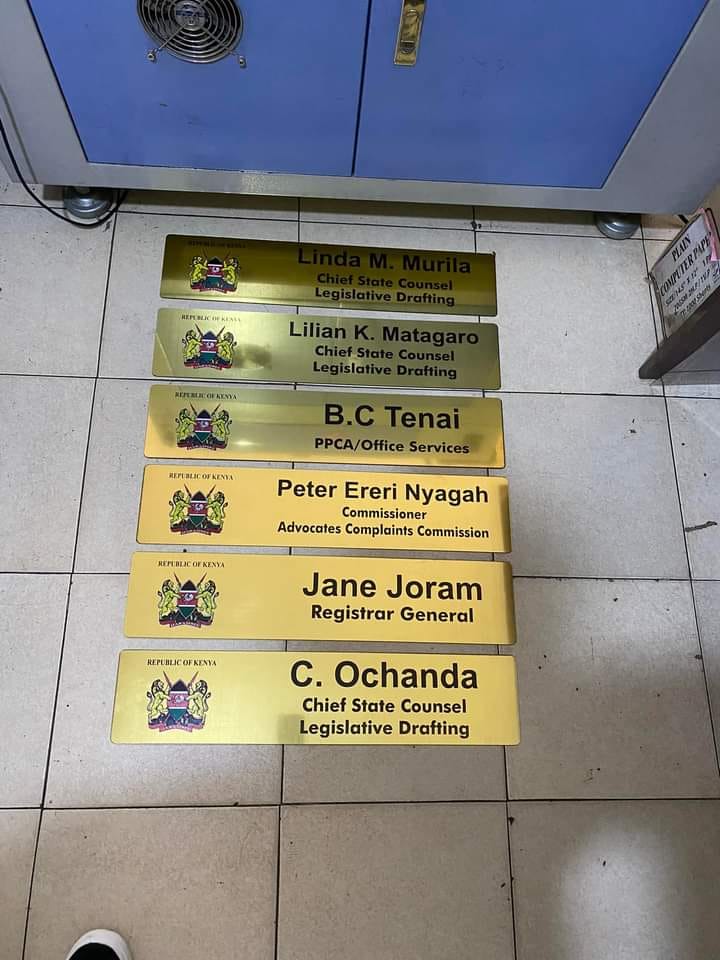 REPUBLIC OF KENYA
Linda M. Murila
Chief State Counsel
Legislative Drafting
REPUBLIC OF KENYA
Lilian K. Matagaro
Chief State Counsel
Legislative Drafting
REPUBLIC OF KENYA
B.C Tenai
PPCA/Office Services
REPUBLIC OF KENYA
Peter Ereri Nyagah
Commissioner
Advocates Complaints Commission
REPUBLIC OF KENYA
Jane Joram
Registrar General
REPUBLIC OF KENYA
C. Ochanda
Chief State Counsel
Legislative Drafting
PLAIN
COMPUTER PAPE